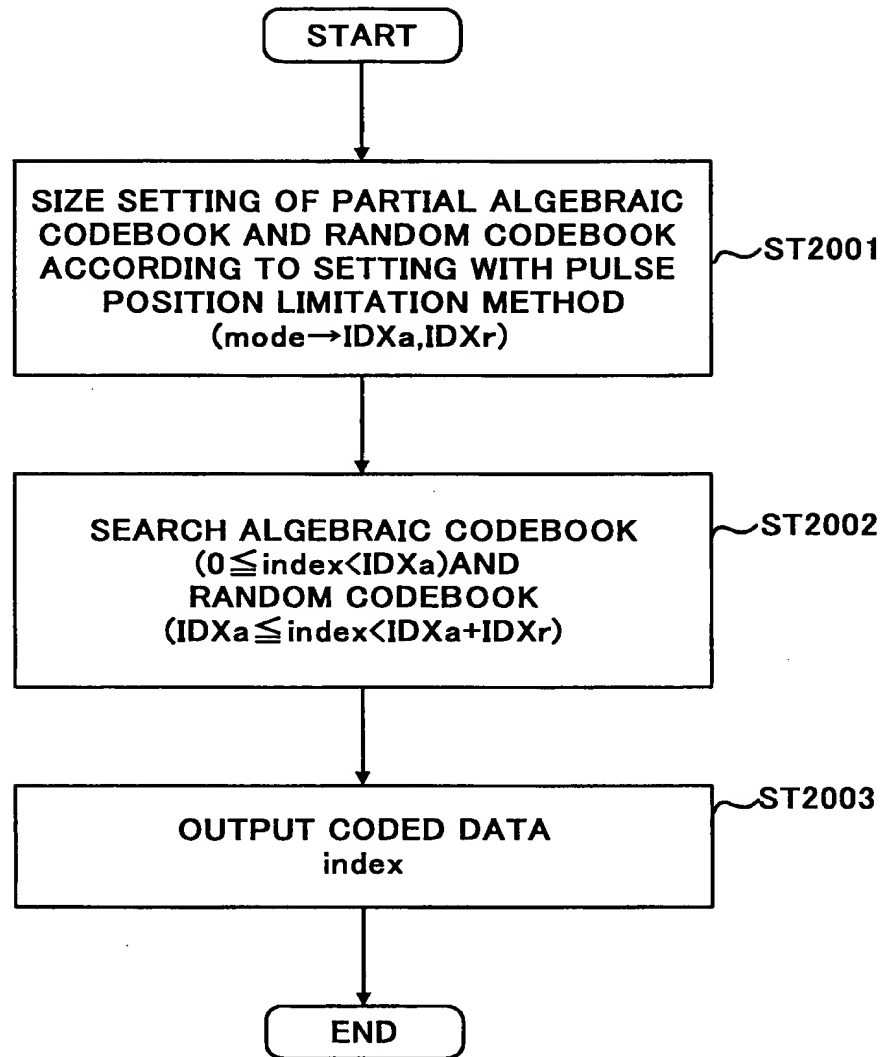 START
SIZE SETTING OF PARTIAL ALGEBRAIC
CODEBOOK AND RANDOM CODEBOOK
ACCORDING TO SETTING WITH PULSE
POSITION LIMITATION METHOD
(mode→IDXa,IDXr)
ST2001
SEARCH ALGEBRAIC CODEBOOK
(0≦index<IDXa)AND
RANDOM CODEBOOK
(IDXa≦index<IDXa+IDXr)
ST2002
OUTPUT CODED DATA
index
ST2003
END